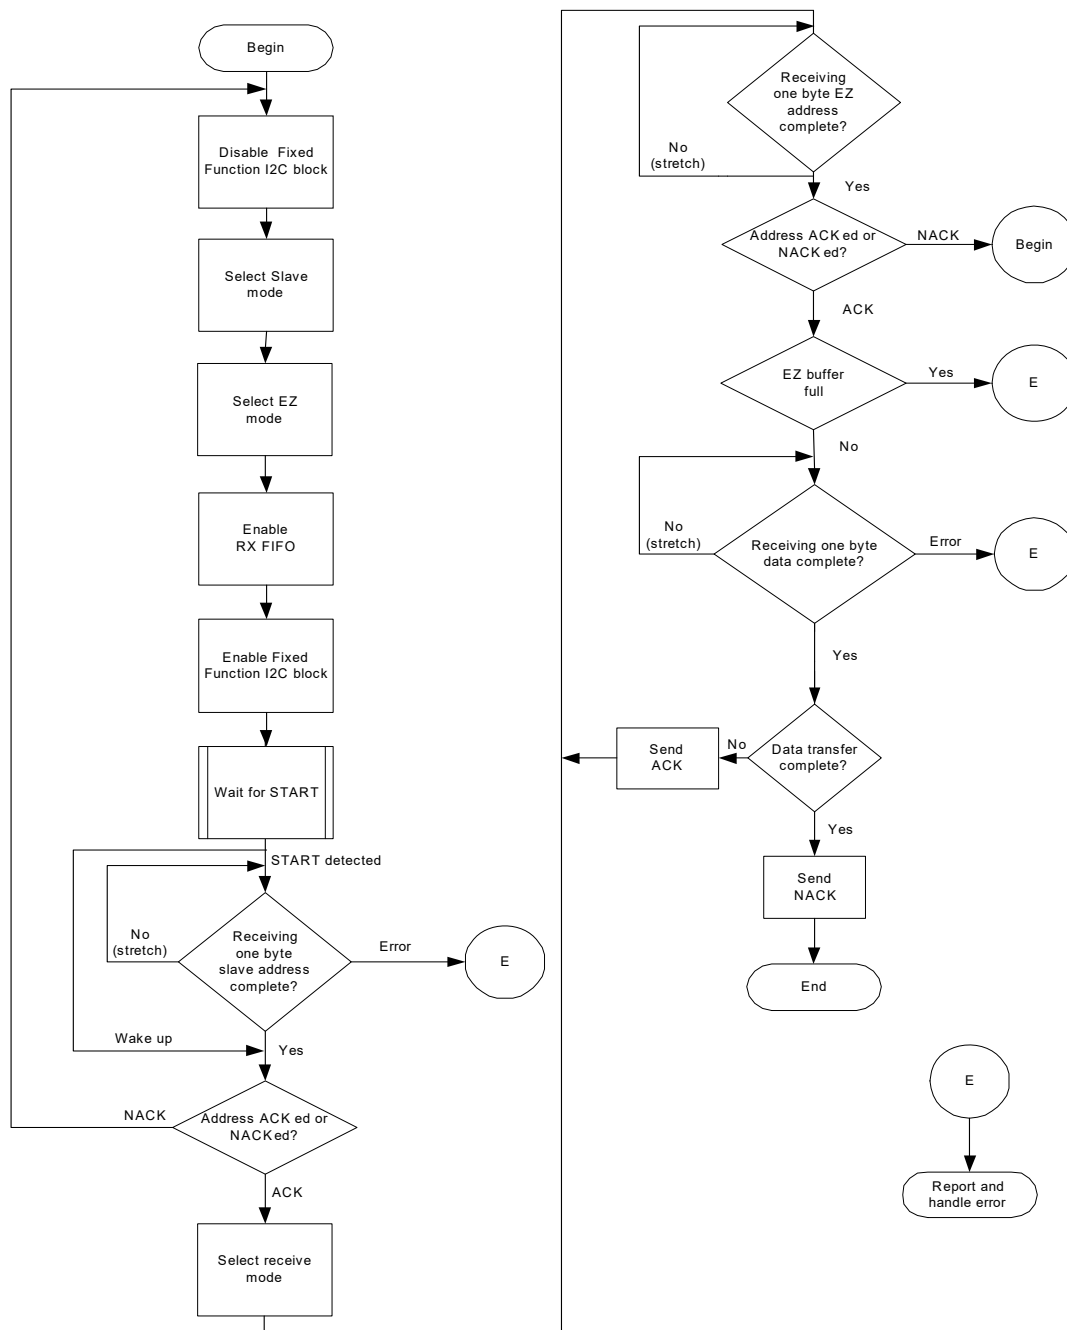 Begin
Disable Fixed
Function I2C block
Select Slave
mode
Select EZ
mode
Enable
RX FIFO
Enable Fixed
Function I2C block
Wait for START
START detected
No
(stretch)
Receiving
one byte
slave address
complete?
Error
E
Wake up
Yes
NACK
Address ACK ed or
NACK ed?
ACK
Select receive
mode
Receiving
one byte EZ
address
complete?
No
(stretch)
Yes
Address ACK ed or
NACK ed?
NACK
Begin
ACK
EZ buffer
full
Yes
E
No
No
(stretch)
Receiving one byte
data complete?
Error
E
Yes
Send
ACK
No
Data transfer
complete?
Yes
Send
NACK
End
E
Report and
handle error